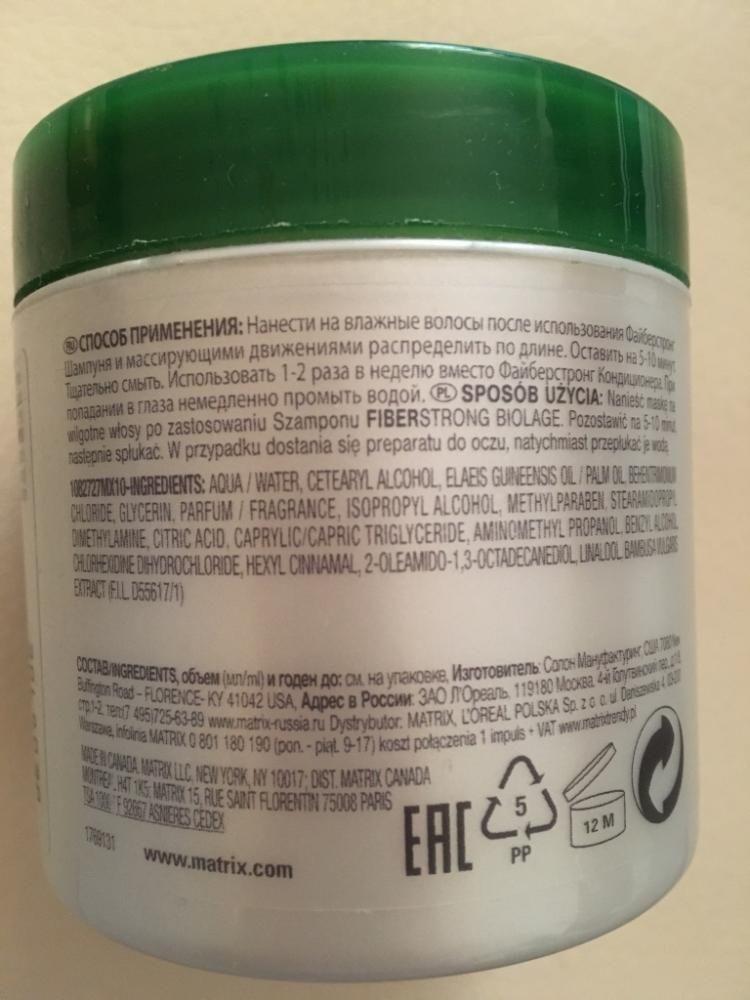 RU СПОСОБ ПРИМЕНЕНИЯ: Нанести на влажные волосы после использования Файберстронг
Шампуня и массирующими движениями распределить по длине. Оставить на 5-10 минут.
Тщательно смыть. Использовать 1-2 раза в неделю вместо Файберстронг Кондиционера. При
попадании в глаза немедленно промыть водой. PL SPOSÓB UŻYCIA: Nanieść maskę na
wilgotne włosy po zastosowaniu Szamponu FIBERSTRONG BIOLAGE. Pozostawić na 5-10 minut,
następnie spłukać. W przypadku dostania się preparatu do oczu, natychmiast przepłukać je wodą.
1082727MX10-INGREDIENTS: AQUA / WATER, CETEARYL ALCOHOL, ELAEIS GUINEENSIS OIL / PALM OIL, BEHENTRIMONIUM
CHLORIDE, GLYCERIN, PARFUM / FRAGRANCE, ISOPROPYL ALCOHOL, METHYLPARABEN, STEARAMIDOPROPYL
DIMETHYLAMINE, CITRIC ACID, CAPRYLIC/CAPRIC TRIGLYCERIDE, AMINOMETHYL PROPANOL, BENZYL ALCOHOL,
CHLORHEXIDINE DIHYDROCHLORIDE, HEXYL CINNAMAL, 2-OLEAMIDO-1,3-OCTADECANEDIOL, LINALOOL, BAMBUSA VULGARIS
EXTRACT (F.I.L. D55617/1)
СОСТАВ/INGREDIENTS, объем (мл/ml) и годен до: см. на упаковке, Изготовитель: Салон Мануфактуринг. США 7080 New
Buffington Road – FLORENCE- KY 41042 USA, Адрес в России: ЗАО Л'Ореаль. 119180 Москва, 4-й Голутвинский пер.,
стр.1-2. тел:(7 495)725-63-89 www.matrix-russia.ru Dystrybutor: MATRIX, L'ORÉAL POLSKA Sp. z o. o. ul. Daniszewska 4,
Warszawa, infolinia MATRIX 0 801 180 190 (pon. - piąt. 9-17) koszt połączenia 1 impuls + VAT www.matrixtrendy.pl
MADE IN CANADA. MATRIX LLC. NEW YORK, NY 10017; DIST. MATRIX CANADA
MONTREAL H4T 1K5; MATRIX 15, RUE SAINT FLORENTIN 75008 PARIS
F 92667 ASNIERES CEDEX
1769131
www.matrix.com
EAC
5
PP
12 M